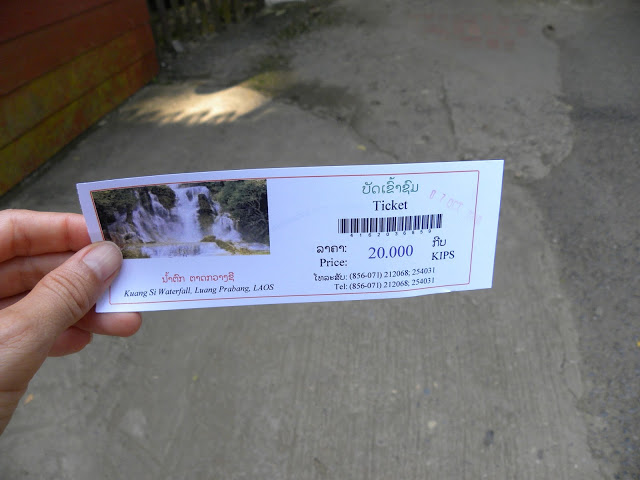 ບັດເຂົ້າຊົມ
Ticket
ລາຄາ: 20.000 ກີບ
Price: KIPS
ໂທລະສັບ: (856-071) 212068; 254031
Tel: (856-071) 212068; 254031
ນ້ຳຕົກ ຕາດກວາງຊີ
Kuang Si Waterfall, Luang Prabang, LAOS